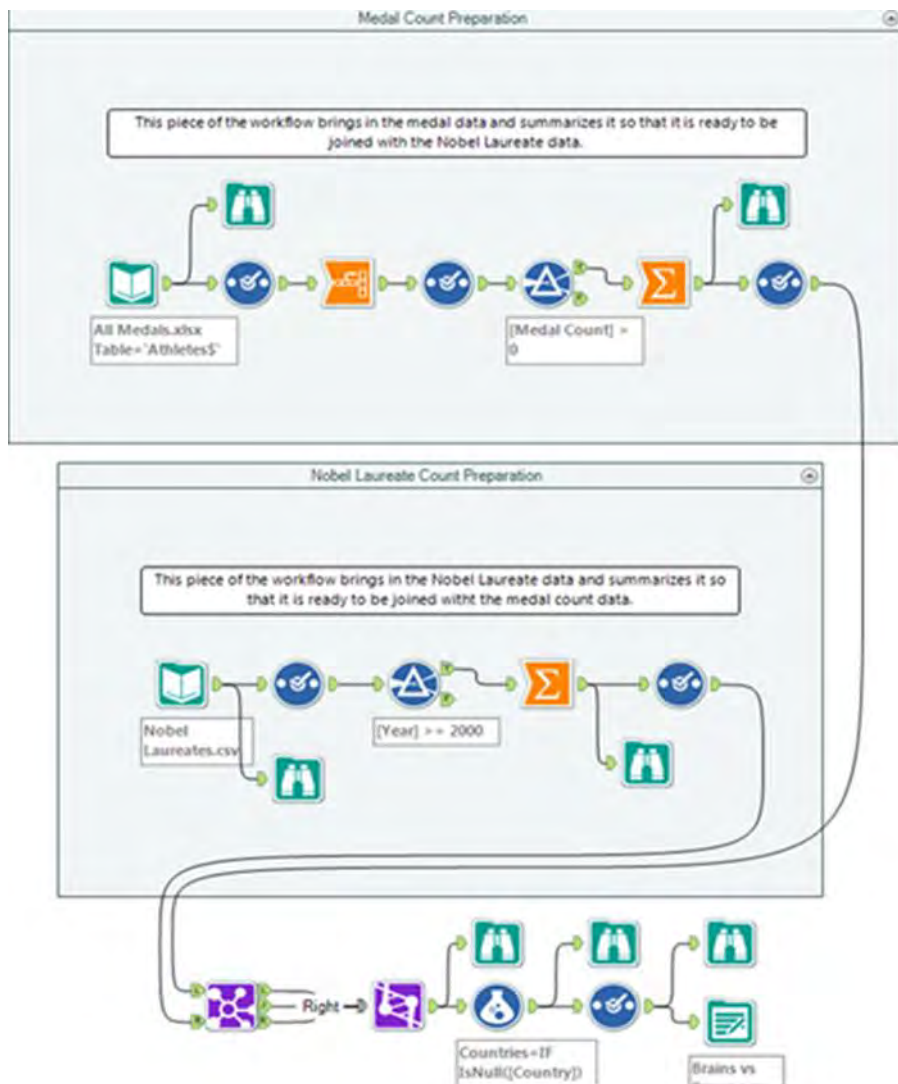 Medal Count Preparation
This piece of the workflow brings in the medal data and summarizes it so that it is ready to be
joined with the Nobel Laureate data.
All Medals.xlsx
Table=`Athletes$`
[Medal Count] >
0
Nobel Laureate Count Preparation
This piece of the workflow brings in the Nobel Laureate data and summarizes it so
that it is ready to be joined witht the medal count data.
Nobel
Laureates.csv
[Year] >= 2000
Right
Countries=IF
IsNull([Country])
Brains vs